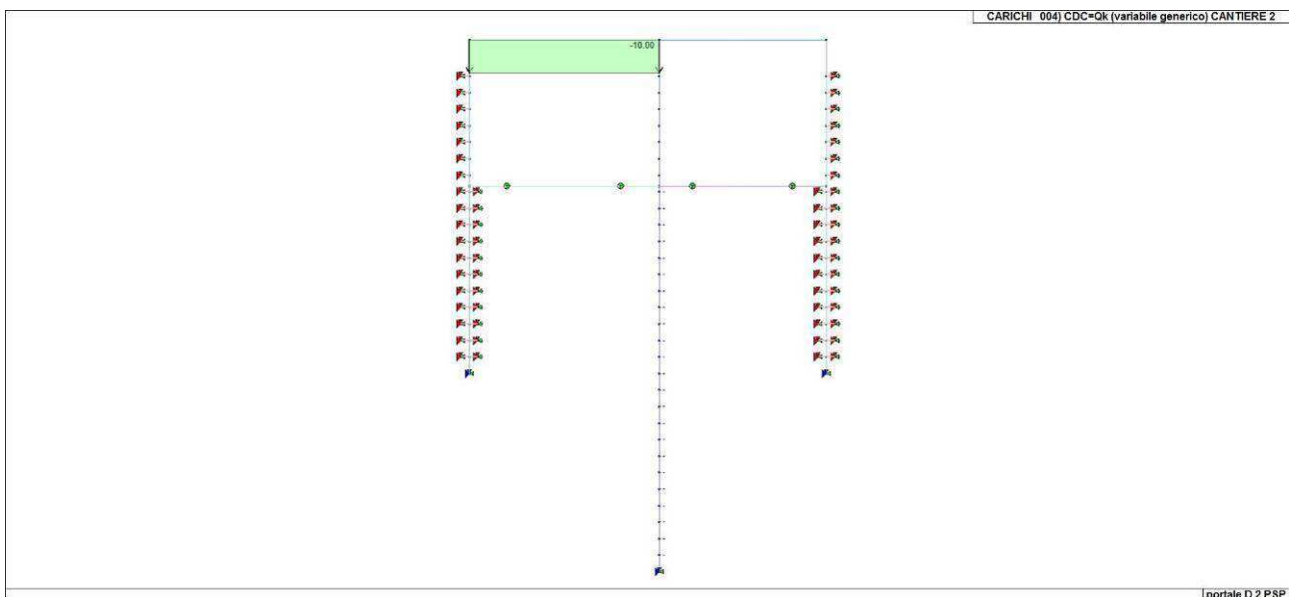 CARICHI 004) CDC=Qk (variabile generico) CANTIERE 2
-10.00
portale D 2.PSP